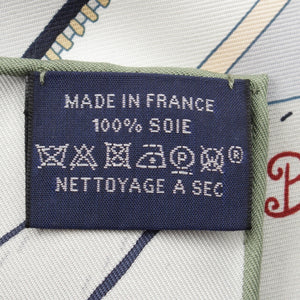 MADE IN FRANCE
100% SOIE
®
NETTOYAGE A SEC
B